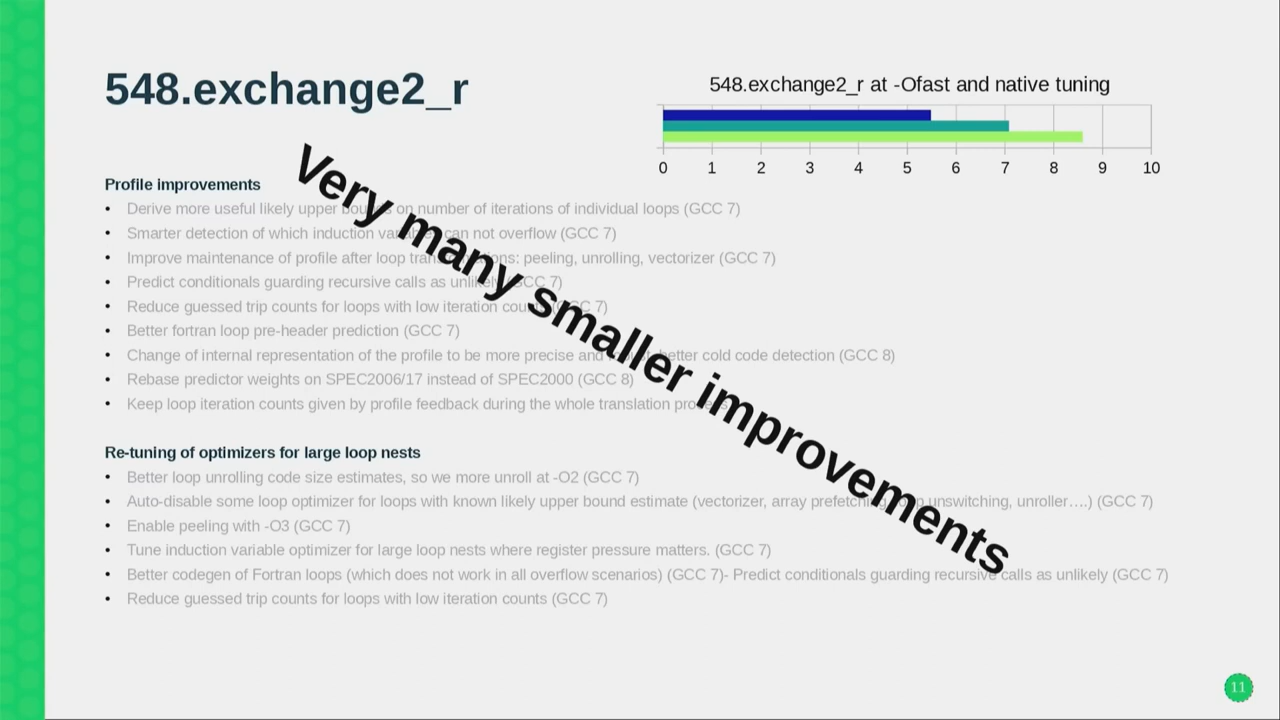 548.exchange2_r
548.exchange2_r at -Ofast and native tuning
0 1 2 3 4 5 6 7 8 9 10
Very many smaller improvements
Profile improvements
• Derive more useful likely upper bounds on number of iterations of individual loops (GCC 7)
• Smarter detection of which induction variables can not overflow (GCC 7)
• Improve maintenance of profile after loop transformations: peeling, unrolling, vectorizer (GCC 7)
• Predict conditionals guarding recursive calls as unlikely (GCC 7)
• Reduce guessed trip counts for loops with low iteration counts (GCC 7)
• Better fortran loop pre-header prediction (GCC 7)
• Change of internal representation of the profile to be more precise and better cold code detection (GCC 8)
• Rebase predictor weights on SPEC2006/17 instead of SPEC2000 (GCC 8)
• Keep loop iteration counts given by profile feedback during the whole translation process
Re-tuning of optimizers for large loop nests
• Better loop unrolling code size estimates, so we more unroll at -O2 (GCC 7)
• Auto-disable some loop optimizer for loops with known likely upper bound estimate (vectorizer, array prefetching, loop unswitching, unroller….) (GCC 7)
• Enable peeling with -O3 (GCC 7)
• Tune induction variable optimizer for large loop nests where register pressure matters. (GCC 7)
• Better codegen of Fortran loops (which does not work in all overflow scenarios) (GCC 7)- Predict conditionals guarding recursive calls as unlikely (GCC 7)
• Reduce guessed trip counts for loops with low iteration counts (GCC 7)
11